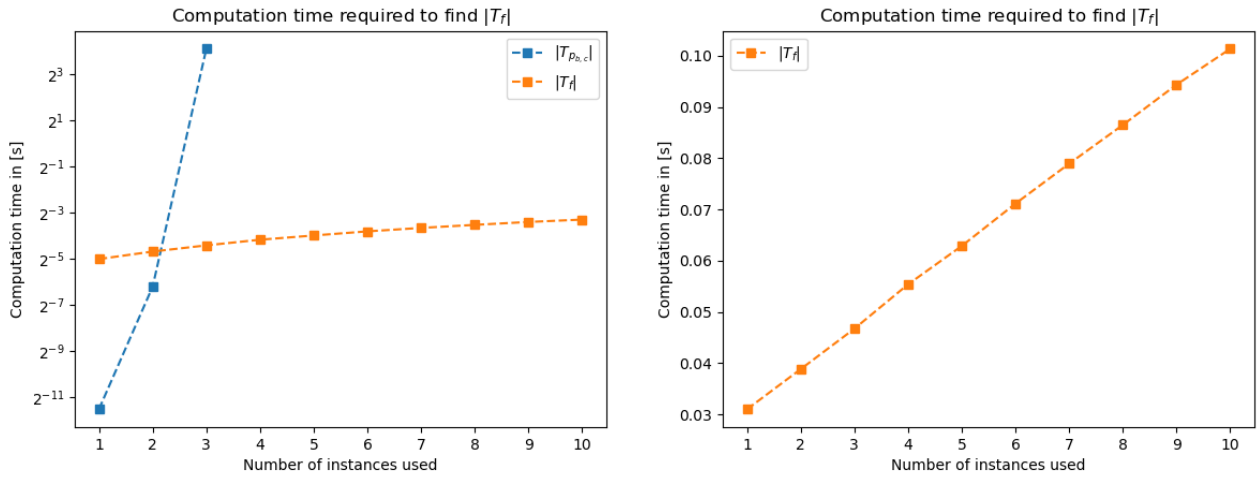 Computation time required to find |T_f|
Computation time in [s]
2^3
2^1
2^{-1}
2^{-3}
2^{-5}
2^{-7}
2^{-9}
2^{-11}
|T_{p_{b,c}}|
|T_f|
1 2 3 4 5 6 7 8 9 10
Number of instances used
Computation time required to find |T_f|
Computation time in [s]
0.10
0.09
0.08
0.07
0.06
0.05
0.04
0.03
|T_f|
1 2 3 4 5 6 7 8 9 10
Number of instances used